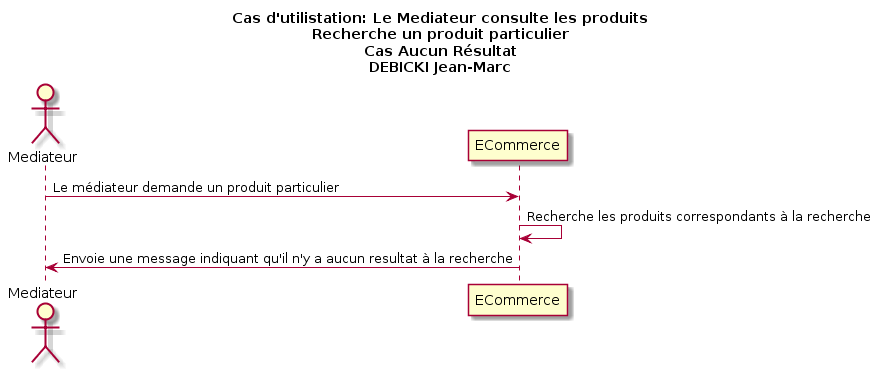 Cas d'utilistation: Le Mediateur consulte les produits
Recherche un produit particulier
Cas Aucun Résultat
DEBICKI Jean-Marc
Mediateur
ECommerce
Le médiateur demande un produit particulier
Recherche les produits correspondants à la recherche
Envoie une message indiquant qu'il n'y a aucun resultat à la recherche
Mediateur
ECommerce